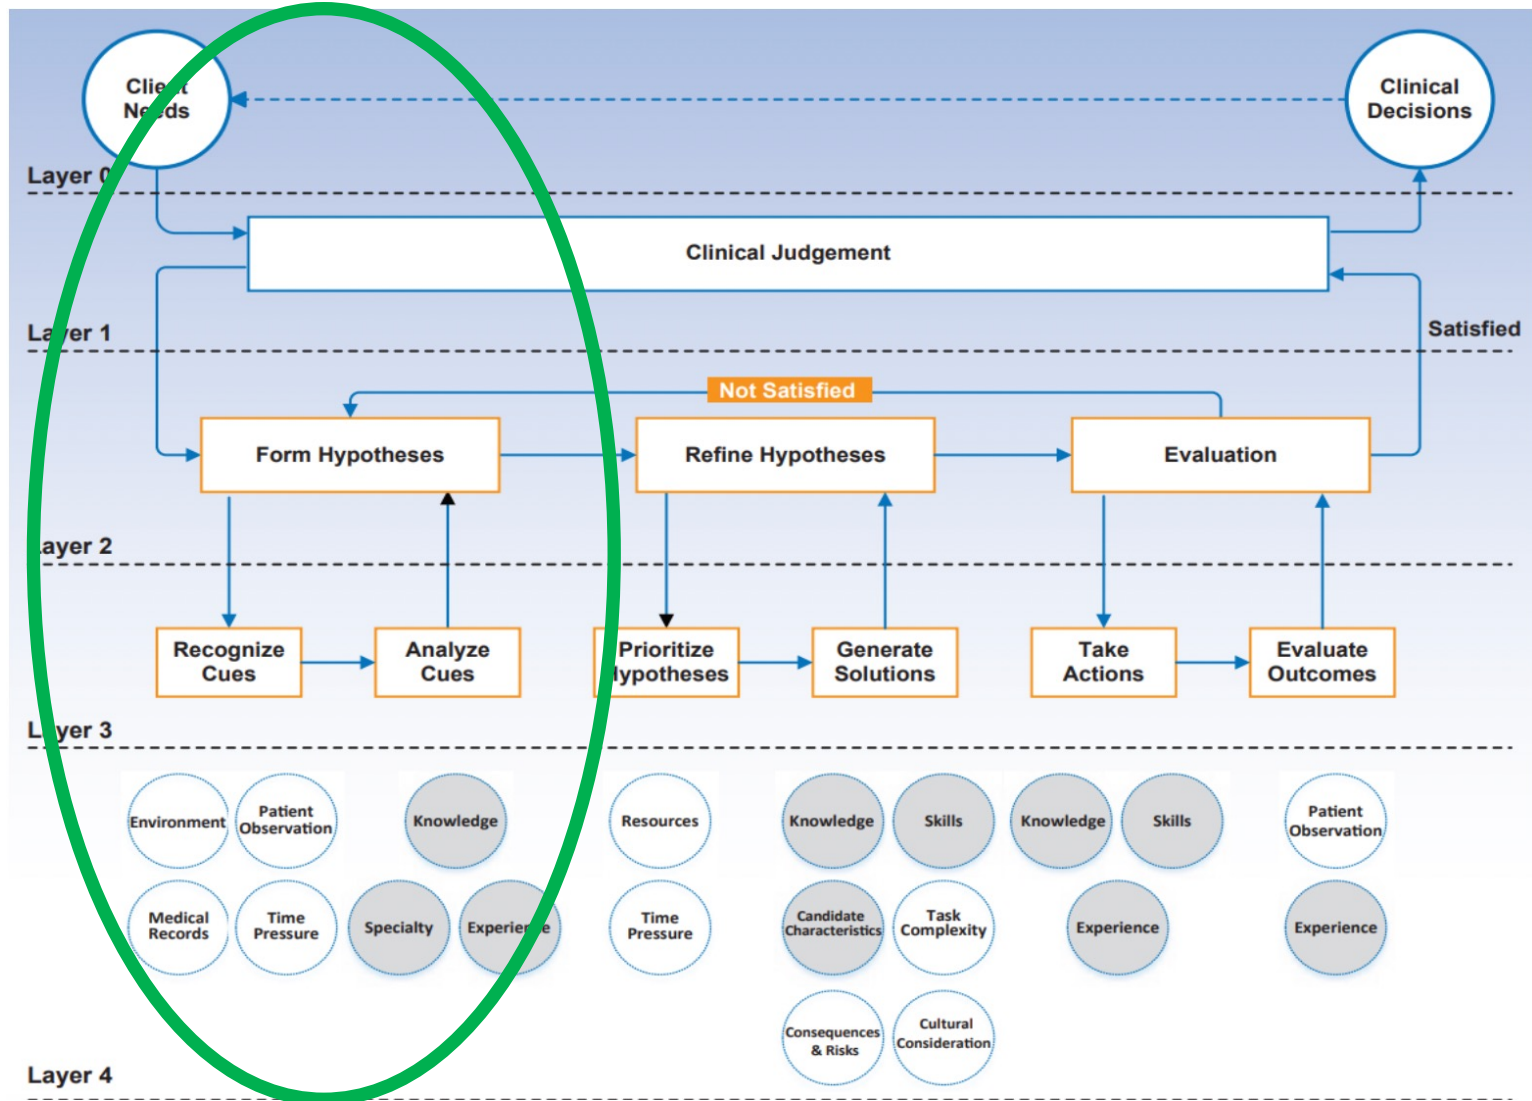 Client
Needs
Clinical
Decisions
Layer 0
Clinical Judgement
Layer 1
Satisfied
Not Satisfied
Form Hypotheses
Refine Hypotheses
Evaluation
Layer 2
Recognize
Cues
Analyze
Cues
Prioritize
Hypotheses
Generate
Solutions
Take
Actions
Evaluate
Outcomes
Layer 3
Environment
Patient
Observation
Knowledge
Resources
Knowledge
Skills
Knowledge
Skills
Patient
Observation
Medical
Records
Time
Pressure
Specialty
Experience
Time
Pressure
Candidate
Characteristics
Task
Complexity
Experience
Experience
Consequences
& Risks
Cultural
Consideration
Layer 4